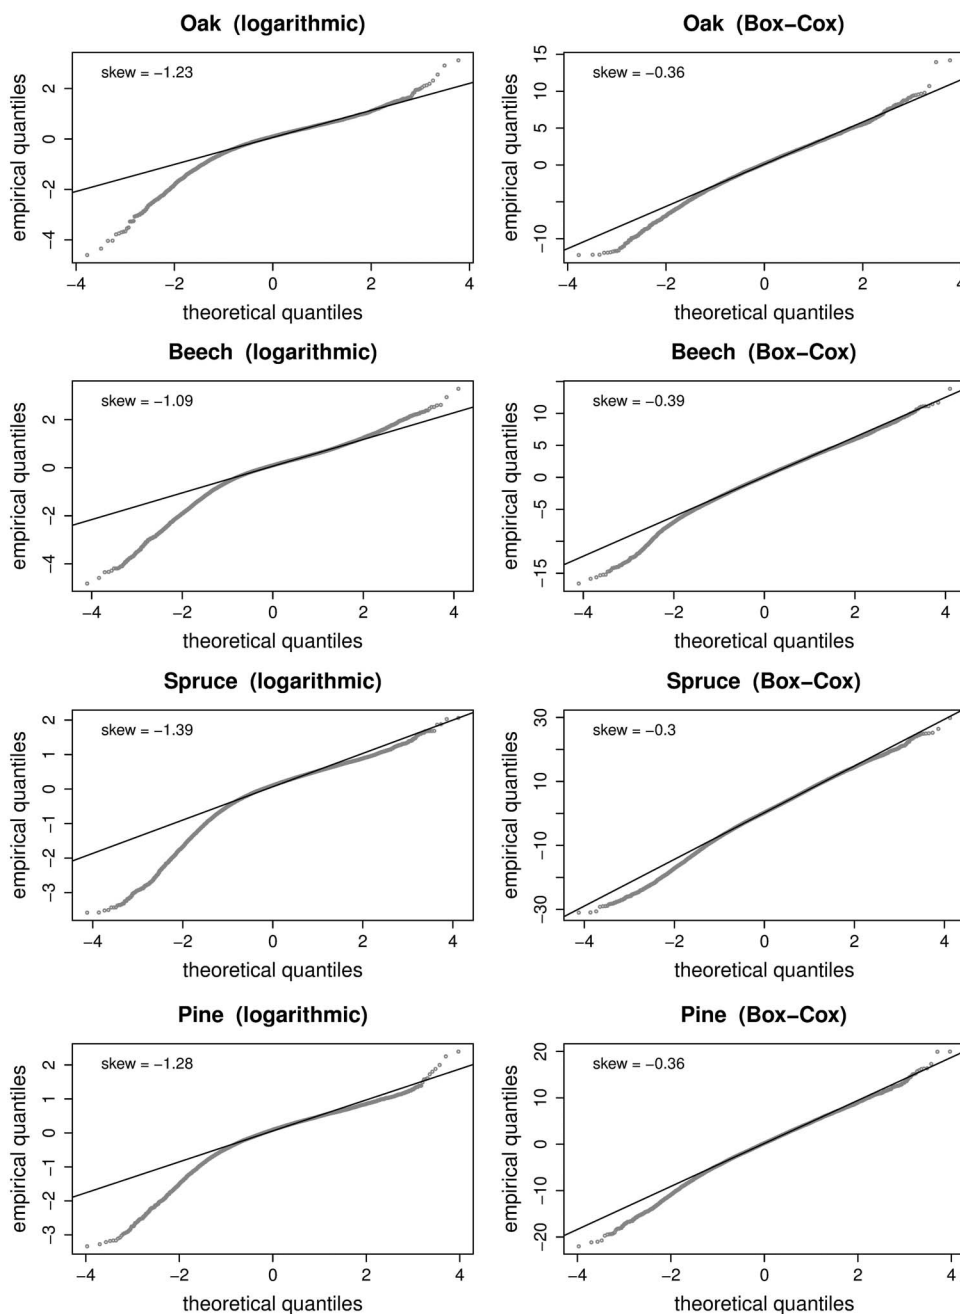 Oak (logarithmic)
skew = −1.23
empirical quantiles
2
0
−2
−4
−4 −2 0 2 4
theoretical quantiles
Oak (Box−Cox)
skew = −0.36
empirical quantiles
15
10
5
0
−10
−4 −2 0 2 4
theoretical quantiles
Beech (logarithmic)
skew = −1.09
empirical quantiles
2
0
−2
−4
−4 −2 0 2 4
theoretical quantiles
Beech (Box−Cox)
skew = −0.39
empirical quantiles
10
5
0
−5
−15
−4 −2 0 2 4
theoretical quantiles
Spruce (logarithmic)
skew = −1.39
empirical quantiles
2
1
0
−1
−2
−3
−4 −2 0 2 4
theoretical quantiles
Spruce (Box−Cox)
skew = −0.3
empirical quantiles
30
10
−10
−30
−4 −2 0 2 4
theoretical quantiles
Pine (logarithmic)
skew = −1.28
empirical quantiles
2
1
0
−1
−2
−3
−4 −2 0 2 4
theoretical quantiles
Pine (Box−Cox)
skew = −0.36
empirical quantiles
20
10
0
−10
−20
−4 −2 0 2 4
theoretical quantiles